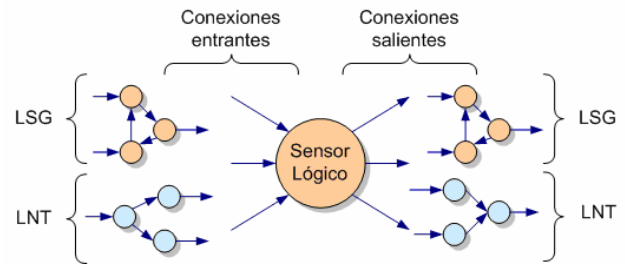 Conexiones
entrantes
Conexiones
salientes
LSG
LSG
Sensor
Lógico
LNT
LNT